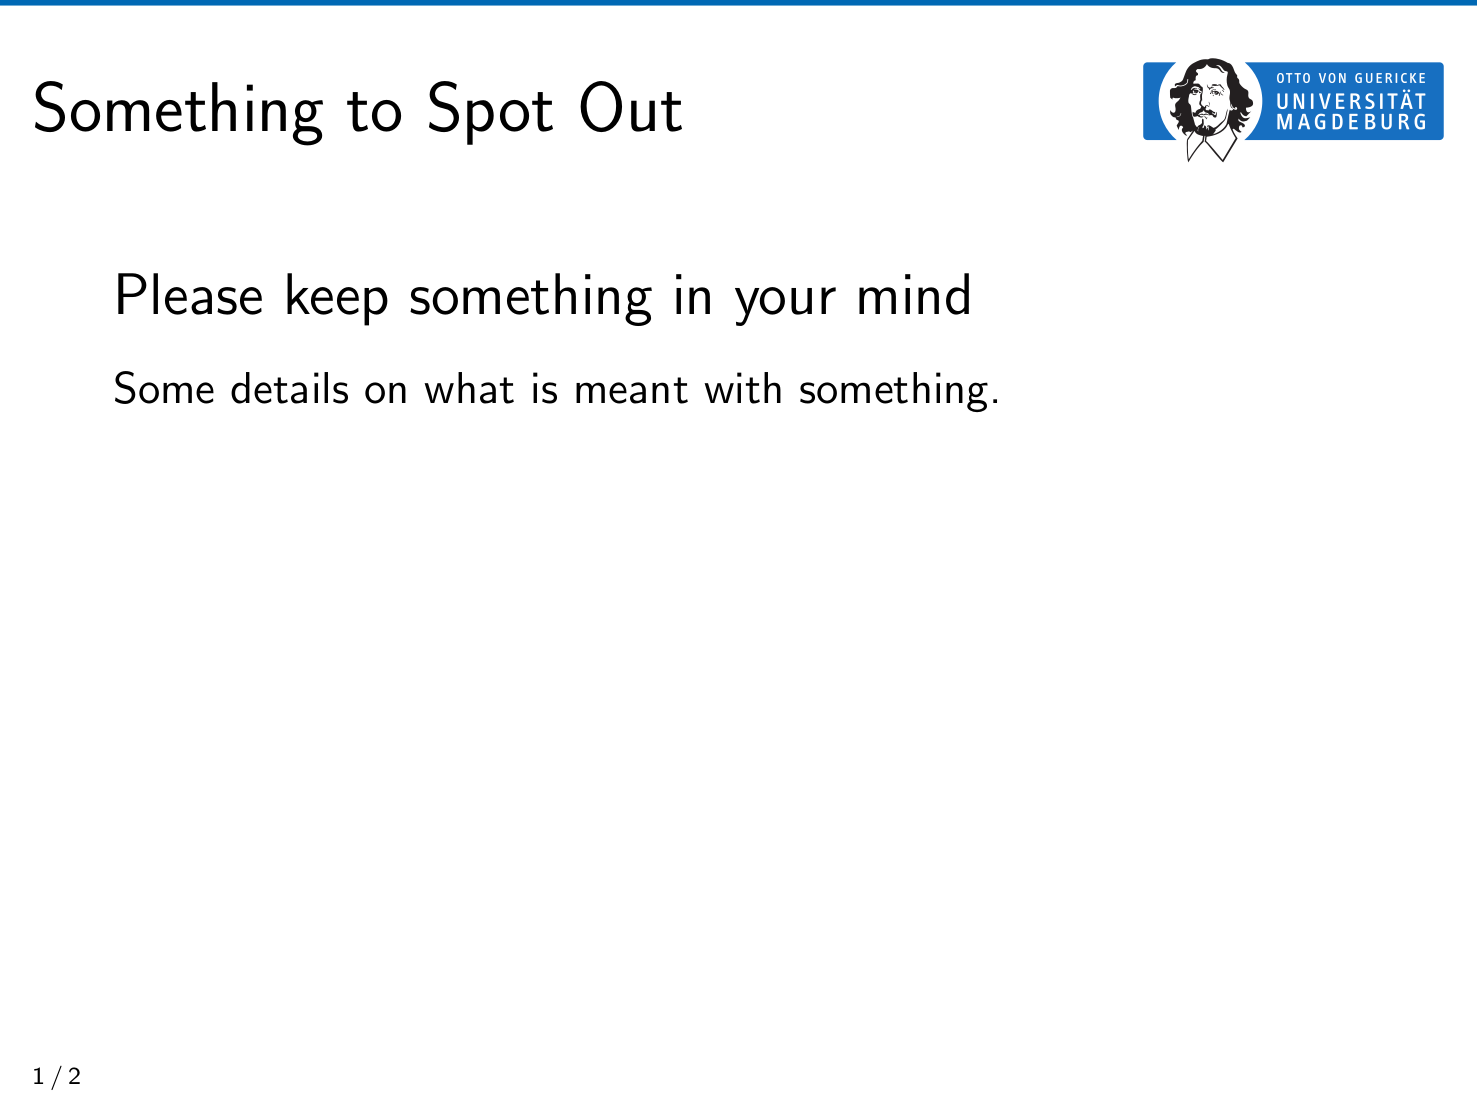 Something to Spot Out
OTTO VON GUERICKE
UNIVERSITÄT
MAGDEBURG
Please keep something in your mind
Some details on what is meant with something.
1 / 2